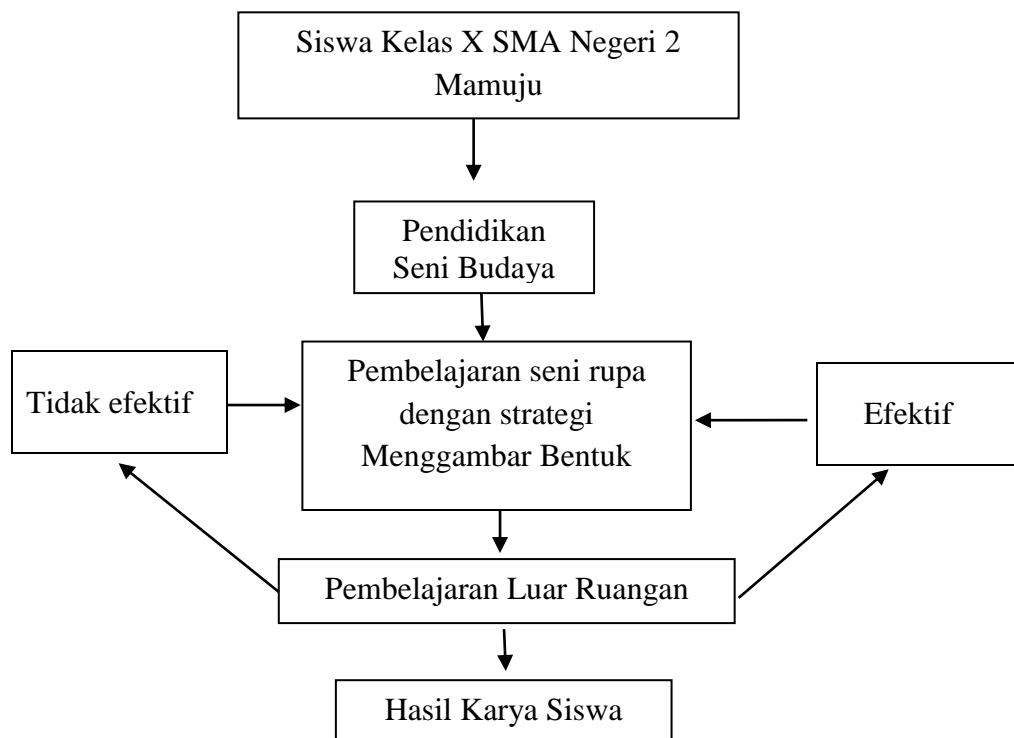 Siswa Kelas X SMA Negeri 2
Mamuju
Pendidikan
Seni Budaya
Tidak efektif
Pembelajaran seni rupa
dengan strategi
Menggambar Bentuk
Efektif
Pembelajaran Luar Ruangan
Hasil Karya Siswa